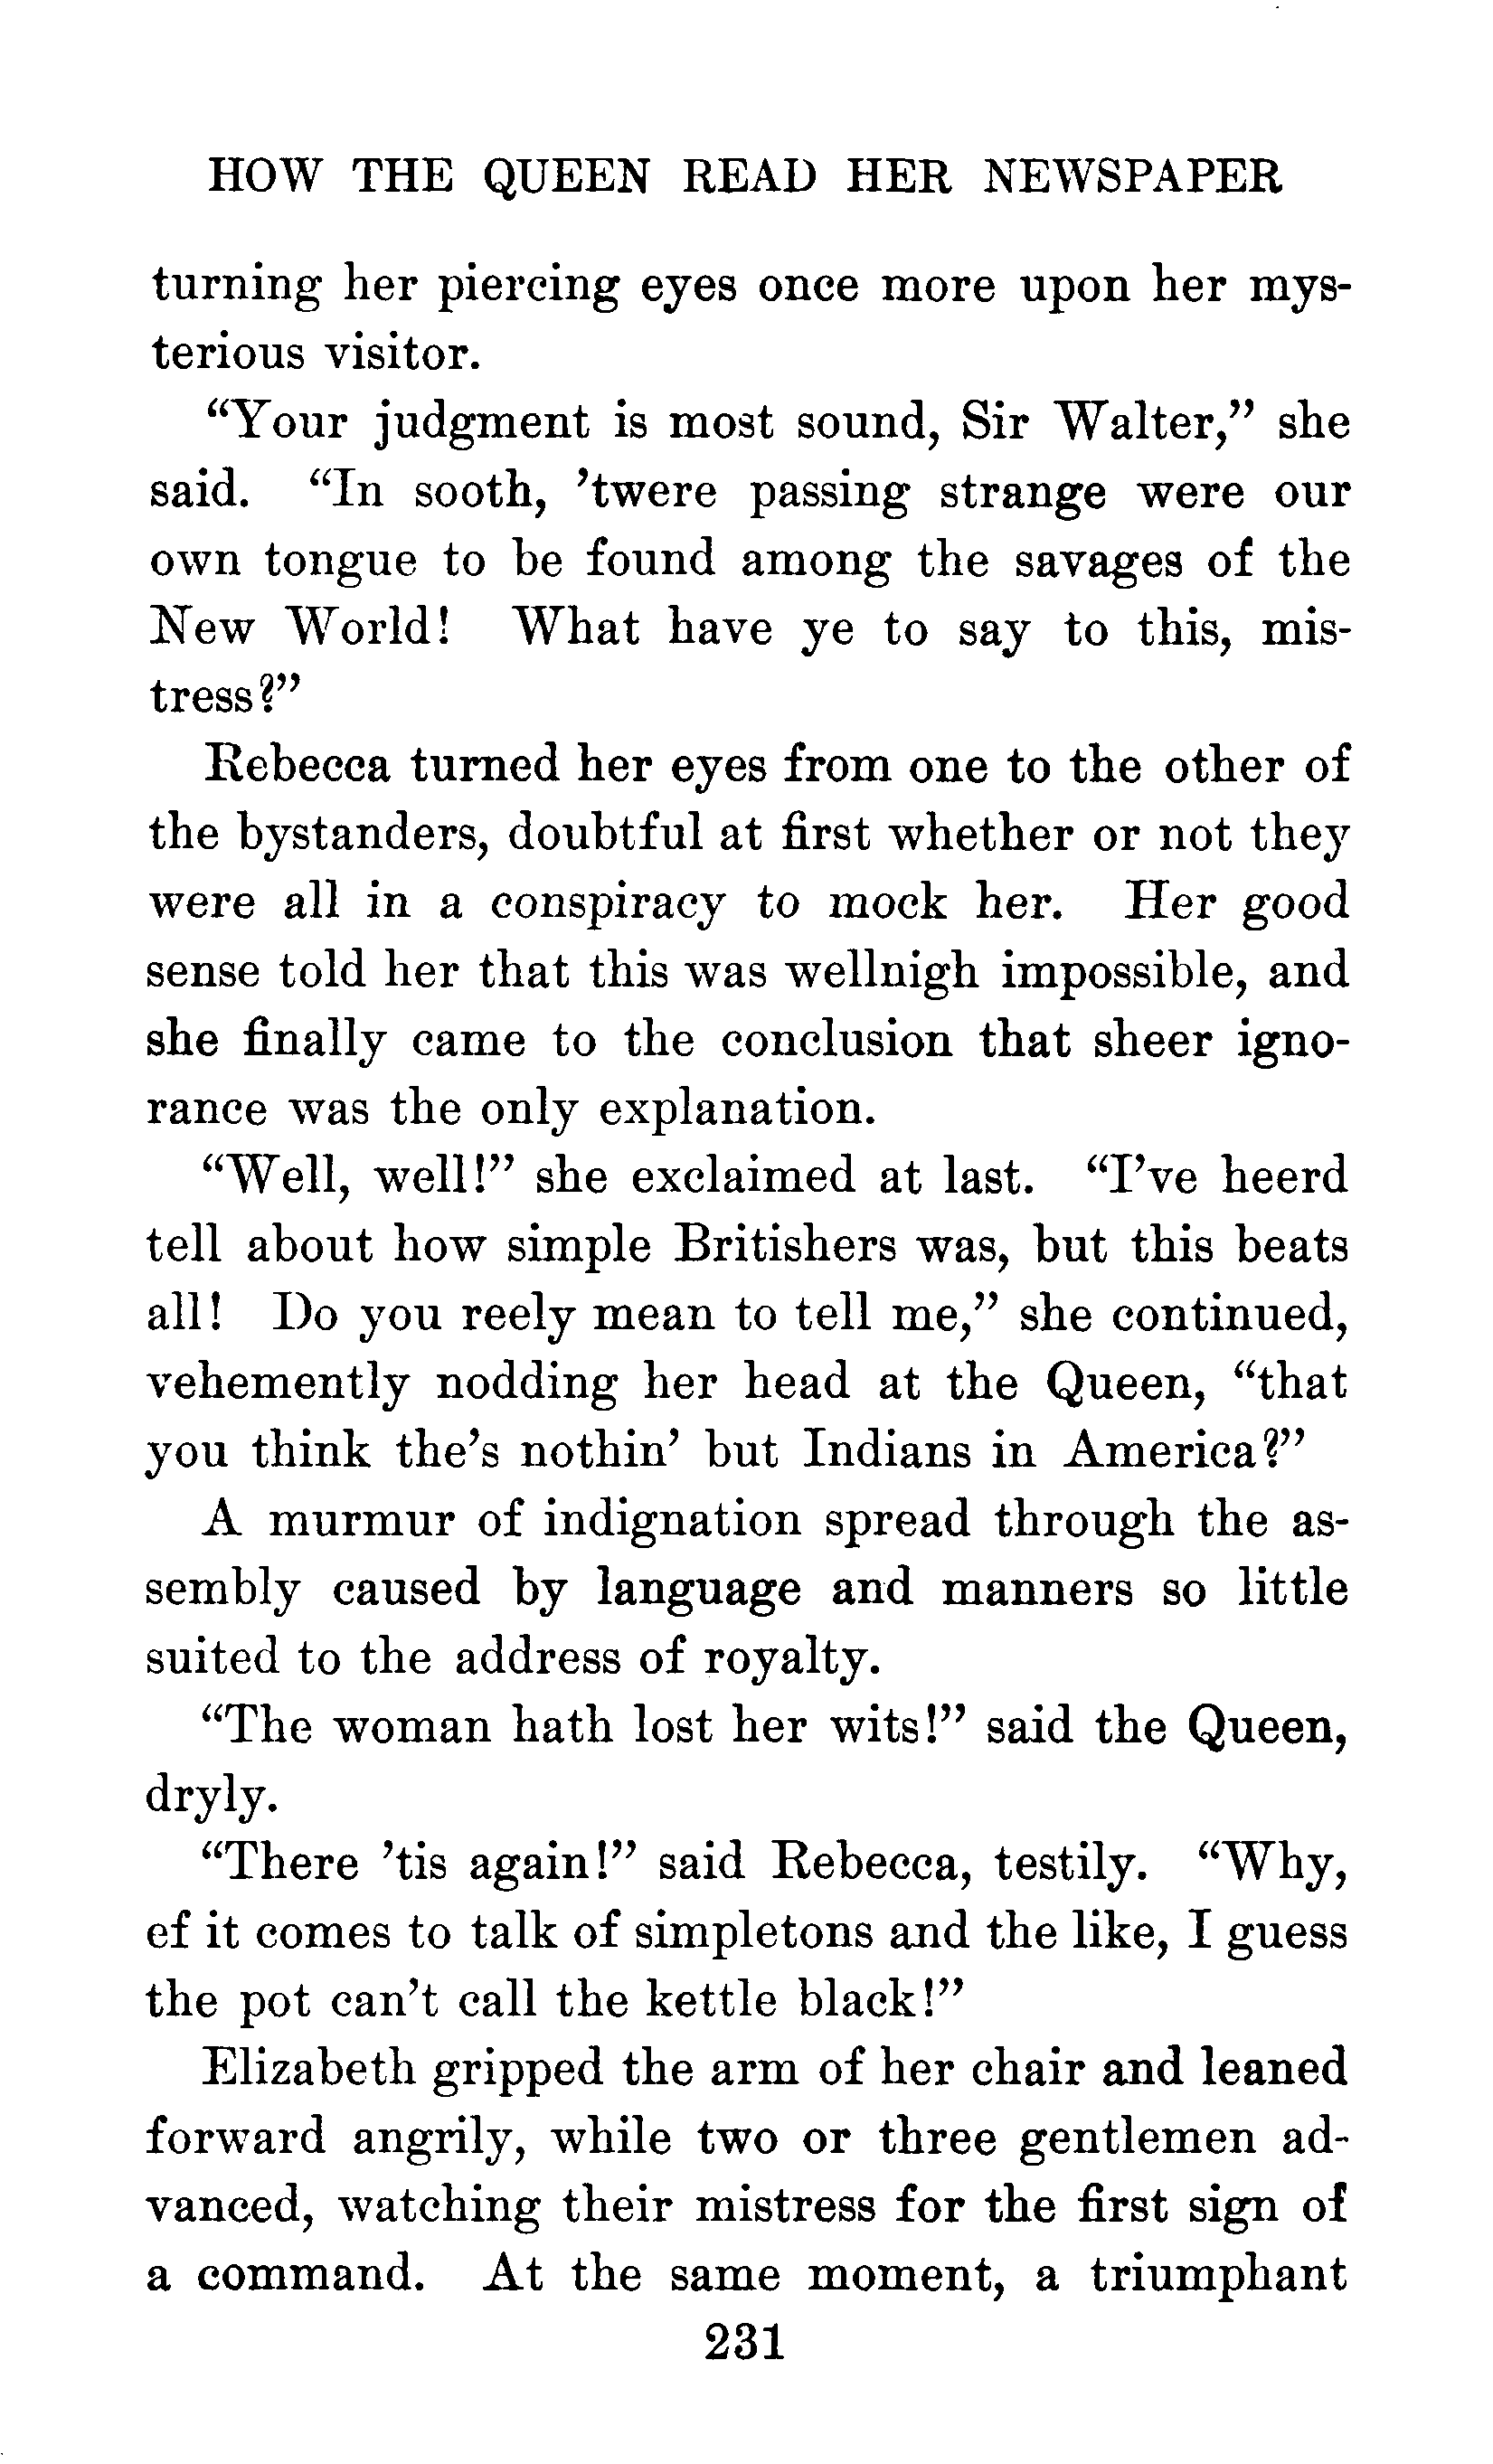 HOW THE QUEEN READ HER NEWSPAPER
turning her piercing eyes once more upon her mys-
terious visitor.
“Your judgment is most sound, Sir Walter,” she
said. “In sooth, ’twere passing strange were our
own tongue to be found among the savages of the
New World! What have ye to say to this, mis-
tress?”
Rebecca turned her eyes from one to the other of
the bystanders, doubtful at first whether or not they
were all in a conspiracy to mock her. Her good
sense told her that this was wellnigh impossible, and
she finally came to the conclusion that sheer igno-
rance was the only explanation.
“Well, well!” she exclaimed at last. “I’ve heerd
tell about how simple Britishers was, but this beats
all! Do you reely mean to tell me,” she continued,
vehemently nodding her head at the Queen, “that
you think the’s nothin’ but Indians in America?”
A murmur of indignation spread through the as-
sembly caused by language and manners so little
suited to the address of royalty.
“The woman hath lost her wits!” said the Queen,
dryly.
“There ’tis again!” said Rebecca, testily. “Why,
ef it comes to talk of simpletons and the like, I guess
the pot can’t call the kettle black!”
Elizabeth gripped the arm of her chair and leaned
forward angrily, while two or three gentlemen ad-
vanced, watching their mistress for the first sign of
a command. At the same moment, a triumphant
231